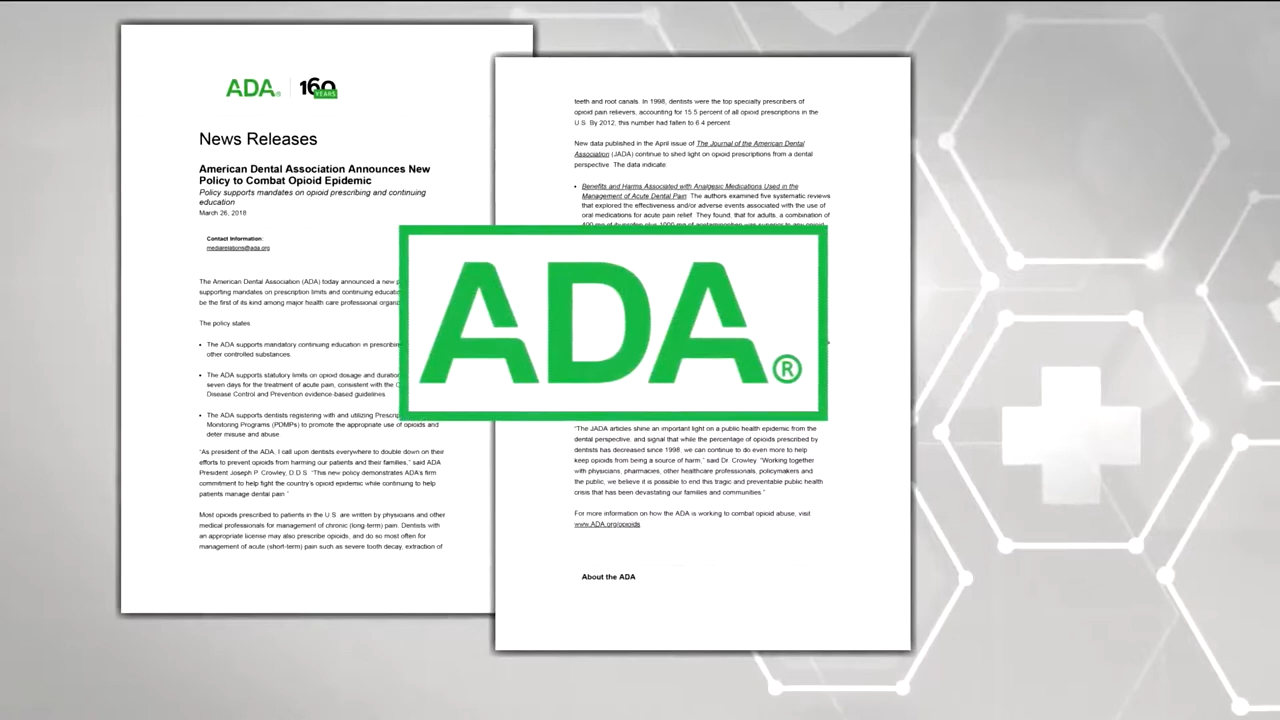 ADA® 160 YEARS
News Releases
American Dental Association Announces New
Policy to Combat Opioid Epidemic
Policy supports mandates on opioid prescribing and continuing
education
March 26, 2018
Contact Information:
mediarelations@ada.org
The American Dental Association (ADA) today announced a new
supporting mandates on prescription limits and continuing
be the first of its kind among major health care professional
The policy states
• The ADA supports mandatory continuing education in
other controlled substances.
• The ADA supports statutory limits on opioid dosage and
seven days for the treatment of acute pain, consistent with the
Disease Control and Prevention evidence-based guidelines
• The ADA supports dentists registering with and utilizing
Monitoring Programs (PDMPs) to promote the appropriate use of opioids and
deter misuse and abuse
"As president of the ADA, I call upon dentists everywhere to double down on their
efforts to prevent opioids from harming our patients and their families," said ADA
President Joseph P. Crowley, D.D.S. "This new policy demonstrates ADA's firm
commitment to help fight the country's opioid epidemic while continuing to help
patients manage dental pain "
Most opioids prescribed to patients in the U.S. are written by physicians and other
medical professionals for management of chronic (long-term) pain. Dentists with
an appropriate license may also prescribe opioids, and do so most often for
management of acute (short-term) pain such as severe tooth decay, extraction of
teeth and root canals. In 1998, dentists were the top specialty prescribers of
opioid pain relievers, accounting for 15.5 percent of all opioid prescriptions in the
U.S. By 2012, this number had fallen to 6.4 percent.
New data published in the April issue of The Journal of the American Dental
Association (JADA) continue to shed light on opioid prescriptions from a dental
perspective. The data indicate:
• Benefits and Harms Associated with Analgesic Medications Used in the
Management of Acute Dental Pain. The authors examined five systematic reviews
that explored the effectiveness and/or adverse events associated with the use of
oral medications for acute pain relief. They found, that for adults, a combination of
400 mg of ibuprofen plus 1000 mg of acetaminophen was superior to any opioid
ADA®
"The JADA articles shine an important light on a public health epidemic from the
dental perspective, and signal that while the percentage of opioids prescribed by
dentists has decreased since 1998, we can continue to do even more to help
keep opioids from being a source of harm," said Dr. Crowley. "Working together
with physicians, pharmacies, other healthcare professionals, policymakers and
the public, we believe it is possible to end this tragic and preventable public health
crisis that has been devastating our families and communities."
For more information on how the ADA is working to combat opioid abuse, visit
www.ADA.org/opioids
About the ADA